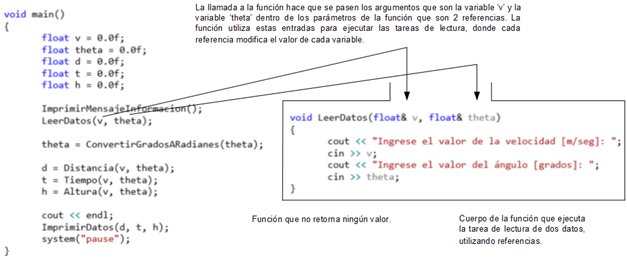 La llamada a la función hace que se pasen los argumentos que son la variable 'v' y la
variable 'theta' dentro de los parámetros de la función que son 2 referencias. La
función utiliza estas entradas para ejecutar las tareas de lectura, donde cada
referencia modifica el valor de cada variable.
void main()
{
float v = 0.0f;
float theta = 0.0f;
float d = 0.0f;
float t = 0.0f;
float h = 0.0f;
ImprimirMensajeInformacion();
LeerDatos(v, theta);
theta = ConvertirGradosARadianes(theta);
d = Distancia(v, theta);
t = Tiempo(v, theta);
h = Altura(v, theta);
cout << endl;
ImprimirDatos(d, t, h);
system("pause");
}
void LeerDatos(float& v, float& theta)
{
cout << "Ingrese el valor de la velocidad [m/seg]: ";
cin >> v;
cout << "Ingrese el valor del ángulo [grados]: ";
cin >> theta;
}
Función que no retorna ningún valor.
Cuerpo de la función que ejecuta
la tarea de lectura de dos datos,
utilizando referencias.